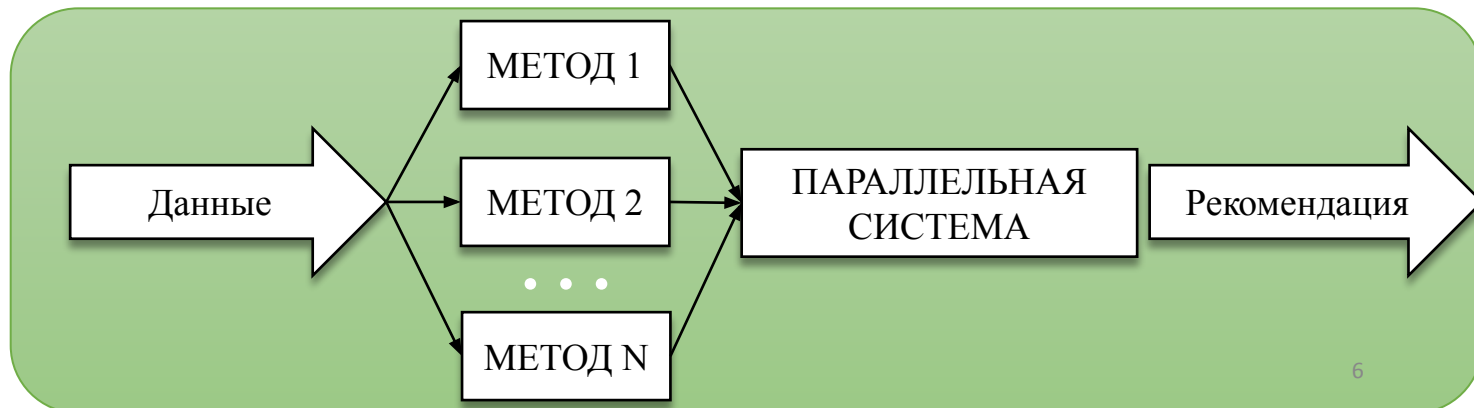 МЕТОД 1
Данные
МЕТОД 2
ПАРАЛЛЕЛЬНАЯ
СИСТЕМА
Рекомендация
• • •
МЕТОД N
6